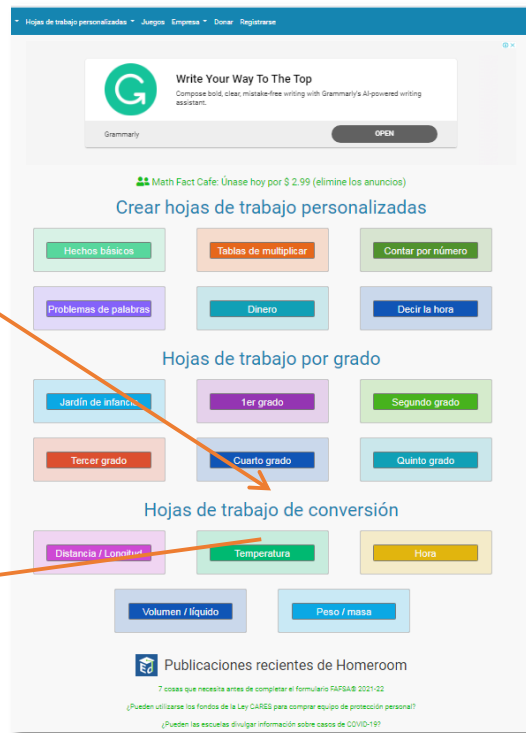 Hojas de trabajo personalizadas Juegos Empresa Donar Registrarse
Write Your Way To The Top
Compose bold, clear, mistake-free writing with Grammarly's AI-powered writing
assistant.
Grammarly OPEN
Math Fact Cafe: Únase hoy por $ 2.99 (elimine los anuncios)
Crear hojas de trabajo personalizadas
Hechos básicos Tablas de multiplicar Contar por número
Problemas de palabras Dinero Decir la hora
Hojas de trabajo por grado
Jardín de infancia 1er grado Segundo grado
Tercer grado Cuarto grado Quinto grado
Hojas de trabajo de conversión
Distancia / Longitud Temperatura Hora
Volumen / líquido Peso / masa
Publicaciones recientes de Homeroom
7 cosas que necesita antes de completar el formulario FAFSA® 2021-22
¿Pueden utilizarse los fondos de la Ley CARES para comprar equipo de protección personal?
¿Pueden las escuelas divulgar información sobre casos de COVID-19?